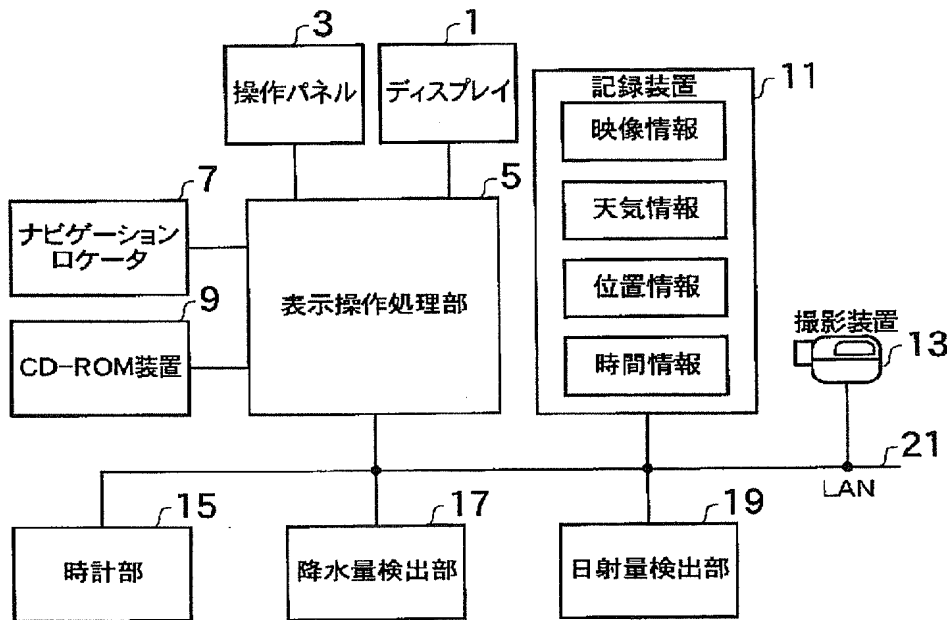 3
1
操作パネル
ディスプレイ
記録装置
11
映像情報
7
5
天気情報
ナビゲーション
ロケータ
位置情報
9
表示操作処理部
撮影装置
13
CD-ROM装置
時間情報
21
LAN
15
17
19
時計部
降水量検出部
日射量検出部